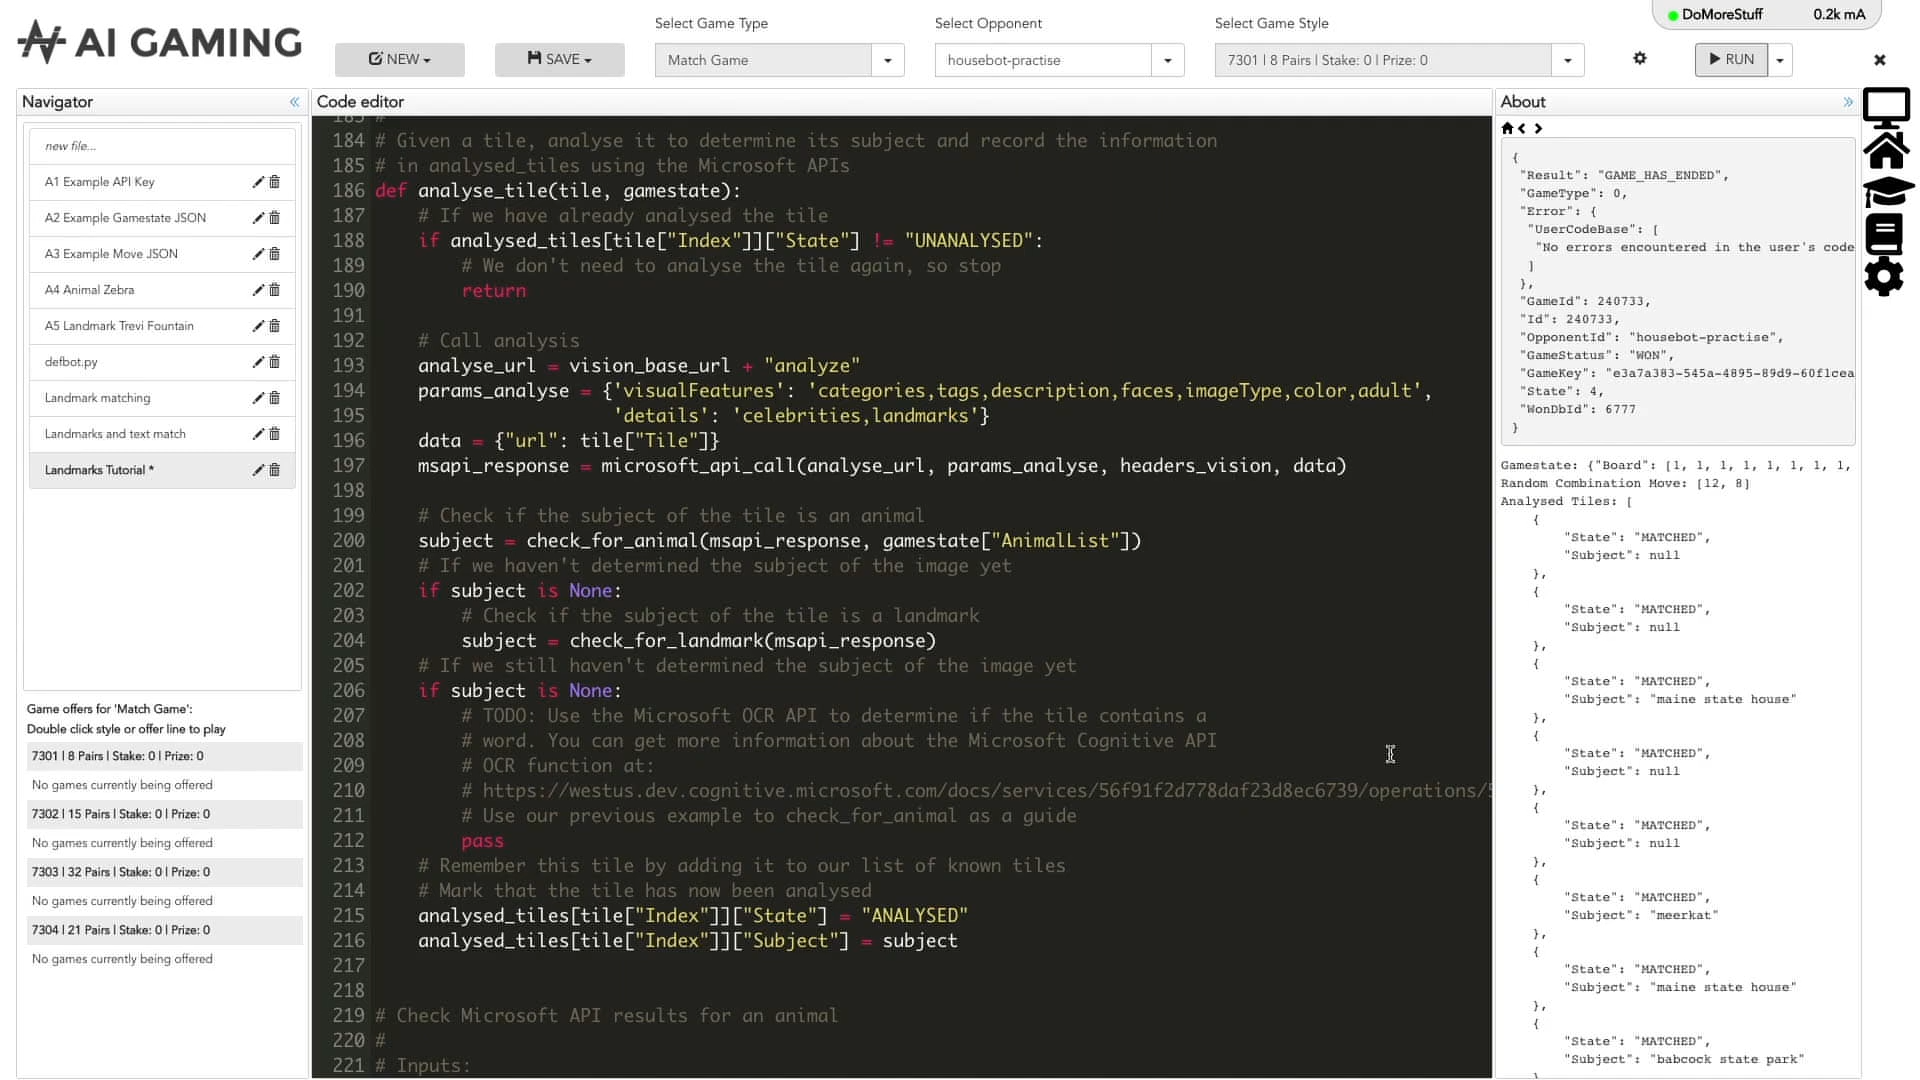 AI GAMING
NEW
SAVE
Select Game Type
Match Game
Select Opponent
housebot-practise
Select Game Style
7301 | 8 Pairs | Stake: 0 | Prize: 0
DoMoreStuff 0.2k mA
RUN
Navigator
new file...
A1 Example API Key
A2 Example Gamestate JSON
A3 Example Move JSON
A4 Animal Zebra
A5 Landmark Trevi Fountain
defbot.py
Landmark matching
Landmarks and text match
Landmarks Tutorial *
Game offers for 'Match Game':
Double click style or offer line to play
7301 | 8 Pairs | Stake: 0 | Prize: 0
No games currently being offered
7302 | 15 Pairs | Stake: 0 | Prize: 0
No games currently being offered
7303 | 32 Pairs | Stake: 0 | Prize: 0
No games currently being offered
7304 | 21 Pairs | Stake: 0 | Prize: 0
No games currently being offered
Code editor
183 #
184 # Given a tile, analyse it to determine its subject and record the information
185 # in analysed_tiles using the Microsoft APIs
186 def analyse_tile(tile, gamestate):
187 # If we have already analysed the tile
188 if analysed_tiles[tile["Index"]]["State"] != "UNANALYSED":
189 # We don't need to analyse the tile again, so stop
190 return
191
192 # Call analysis
193 analyse_url = vision_base_url + "analyze"
194 params_analyse = {'visualFeatures': 'categories,tags,description,faces,imageType,color,adult',
195 'details': 'celebrities,landmarks'}
196 data = {"url": tile["Tile"]}
197 msapi_response = microsoft_api_call(analyse_url, params_analyse, headers_vision, data)
198
199 # Check if the subject of the tile is an animal
200 subject = check_for_animal(msapi_response, gamestate["AnimalList"])
201 # If we haven't determined the subject of the image yet
202 if subject is None:
203 # Check if the subject of the tile is a landmark
204 subject = check_for_landmark(msapi_response)
205 # If we still haven't determined the subject of the image yet
206 if subject is None:
207 # TODO: Use the Microsoft OCR API to determine if the tile contains a
208 # word. You can get more information about the Microsoft Cognitive API
209 # OCR function at:
210 # https://westus.dev.cognitive.microsoft.com/docs/services/56f91f2d778daf23d8ec6739/operations/5
211 # Use our previous example to check_for_animal as a guide
212 pass
213 # Remember this tile by adding it to our list of known tiles
214 # Mark that the tile has now been analysed
215 analysed_tiles[tile["Index"]]["State"] = "ANALYSED"
216 analysed_tiles[tile["Index"]]["Subject"] = subject
217
218
219 # Check Microsoft API results for an animal
220 #
221 # Inputs:
About
{
"Result": "GAME_HAS_ENDED",
"GameType": 0,
"Error": {
"UserCodeBase": [
"No errors encountered in the user's code
]
},
"GameId": 240733,
"Id": 240733,
"OpponentId": "housebot-practise",
"GameStatus": "WON",
"GameKey": "e3a7a383-545a-4895-89d9-60f1cea
"State": 4,
"WonDbId": 6777
}
Gamestate: {"Board": [1, 1, 1, 1, 1, 1, 1, 1,
Random Combination Move: [12, 8]
Analysed Tiles: [
{
"State": "MATCHED",
"Subject": null
},
{
"State": "MATCHED",
"Subject": null
},
{
"State": "MATCHED",
"Subject": "maine state house"
},
{
"State": "MATCHED",
"Subject": null
},
{
"State": "MATCHED",
"Subject": null
},
{
"State": "MATCHED",
"Subject": "meerkat"
},
{
"State": "MATCHED",
"Subject": "maine state house"
},
{
"State": "MATCHED",
"Subject": "babcock state park"
}